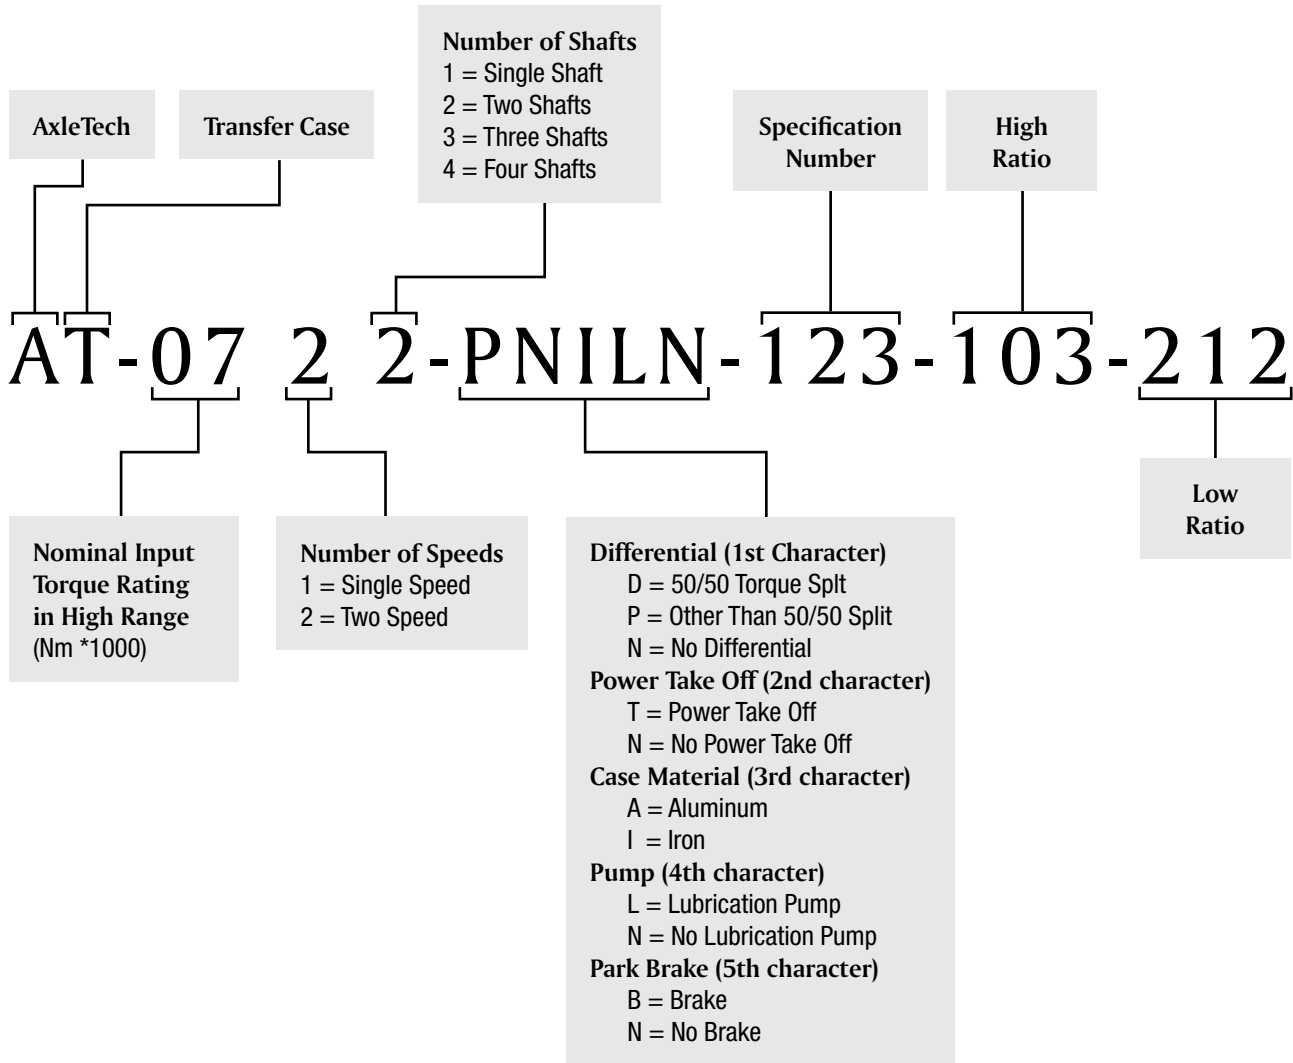 Number of Shafts
1 = Single Shaft
2 = Two Shafts
3 = Three Shafts
4 = Four Shafts
AxleTech
Transfer Case
Specification
Number
High
Ratio
AT-07 2 2-PNILN-123-103-212
Nominal Input
Torque Rating
in High Range
(Nm *1000)
Number of Speeds
1 = Single Speed
2 = Two Speed
Differential (1st Character)
D = 50/50 Torque Splt
P = Other Than 50/50 Split
N = No Differential
Power Take Off (2nd character)
T = Power Take Off
N = No Power Take Off
Case Material (3rd character)
A = Aluminum
I = Iron
Pump (4th character)
L = Lubrication Pump
N = No Lubrication Pump
Park Brake (5th character)
B = Brake
N = No Brake
Low
Ratio